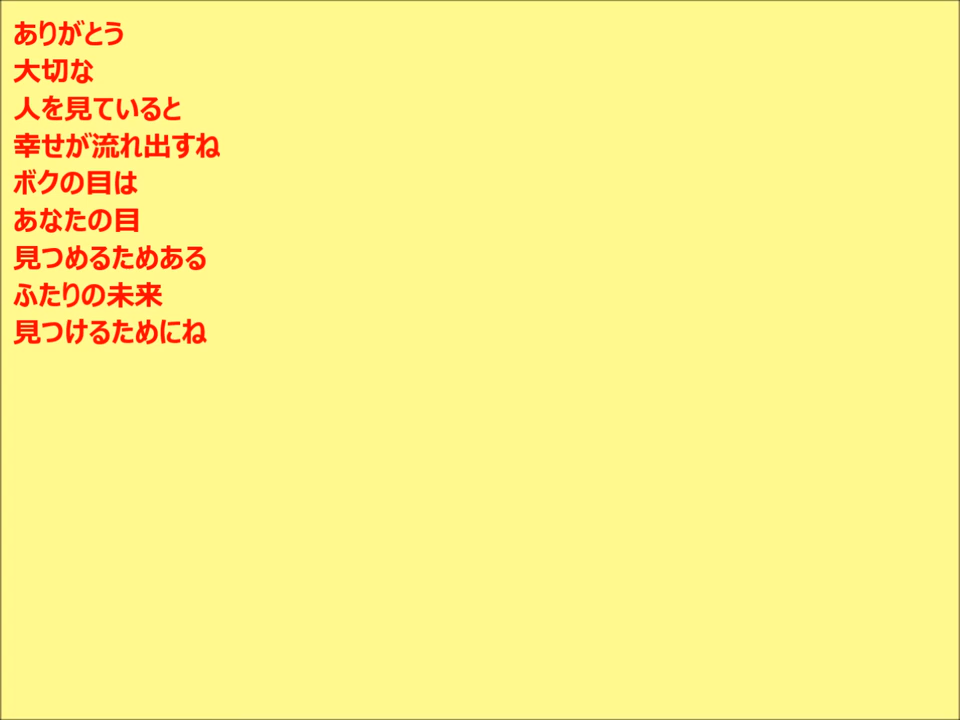 ありがとう
大切な
人を見ていると
幸せが流れ出すね
ボクの目は
あなたの目
見つめるためある
ふたりの未来
見つけるためにね